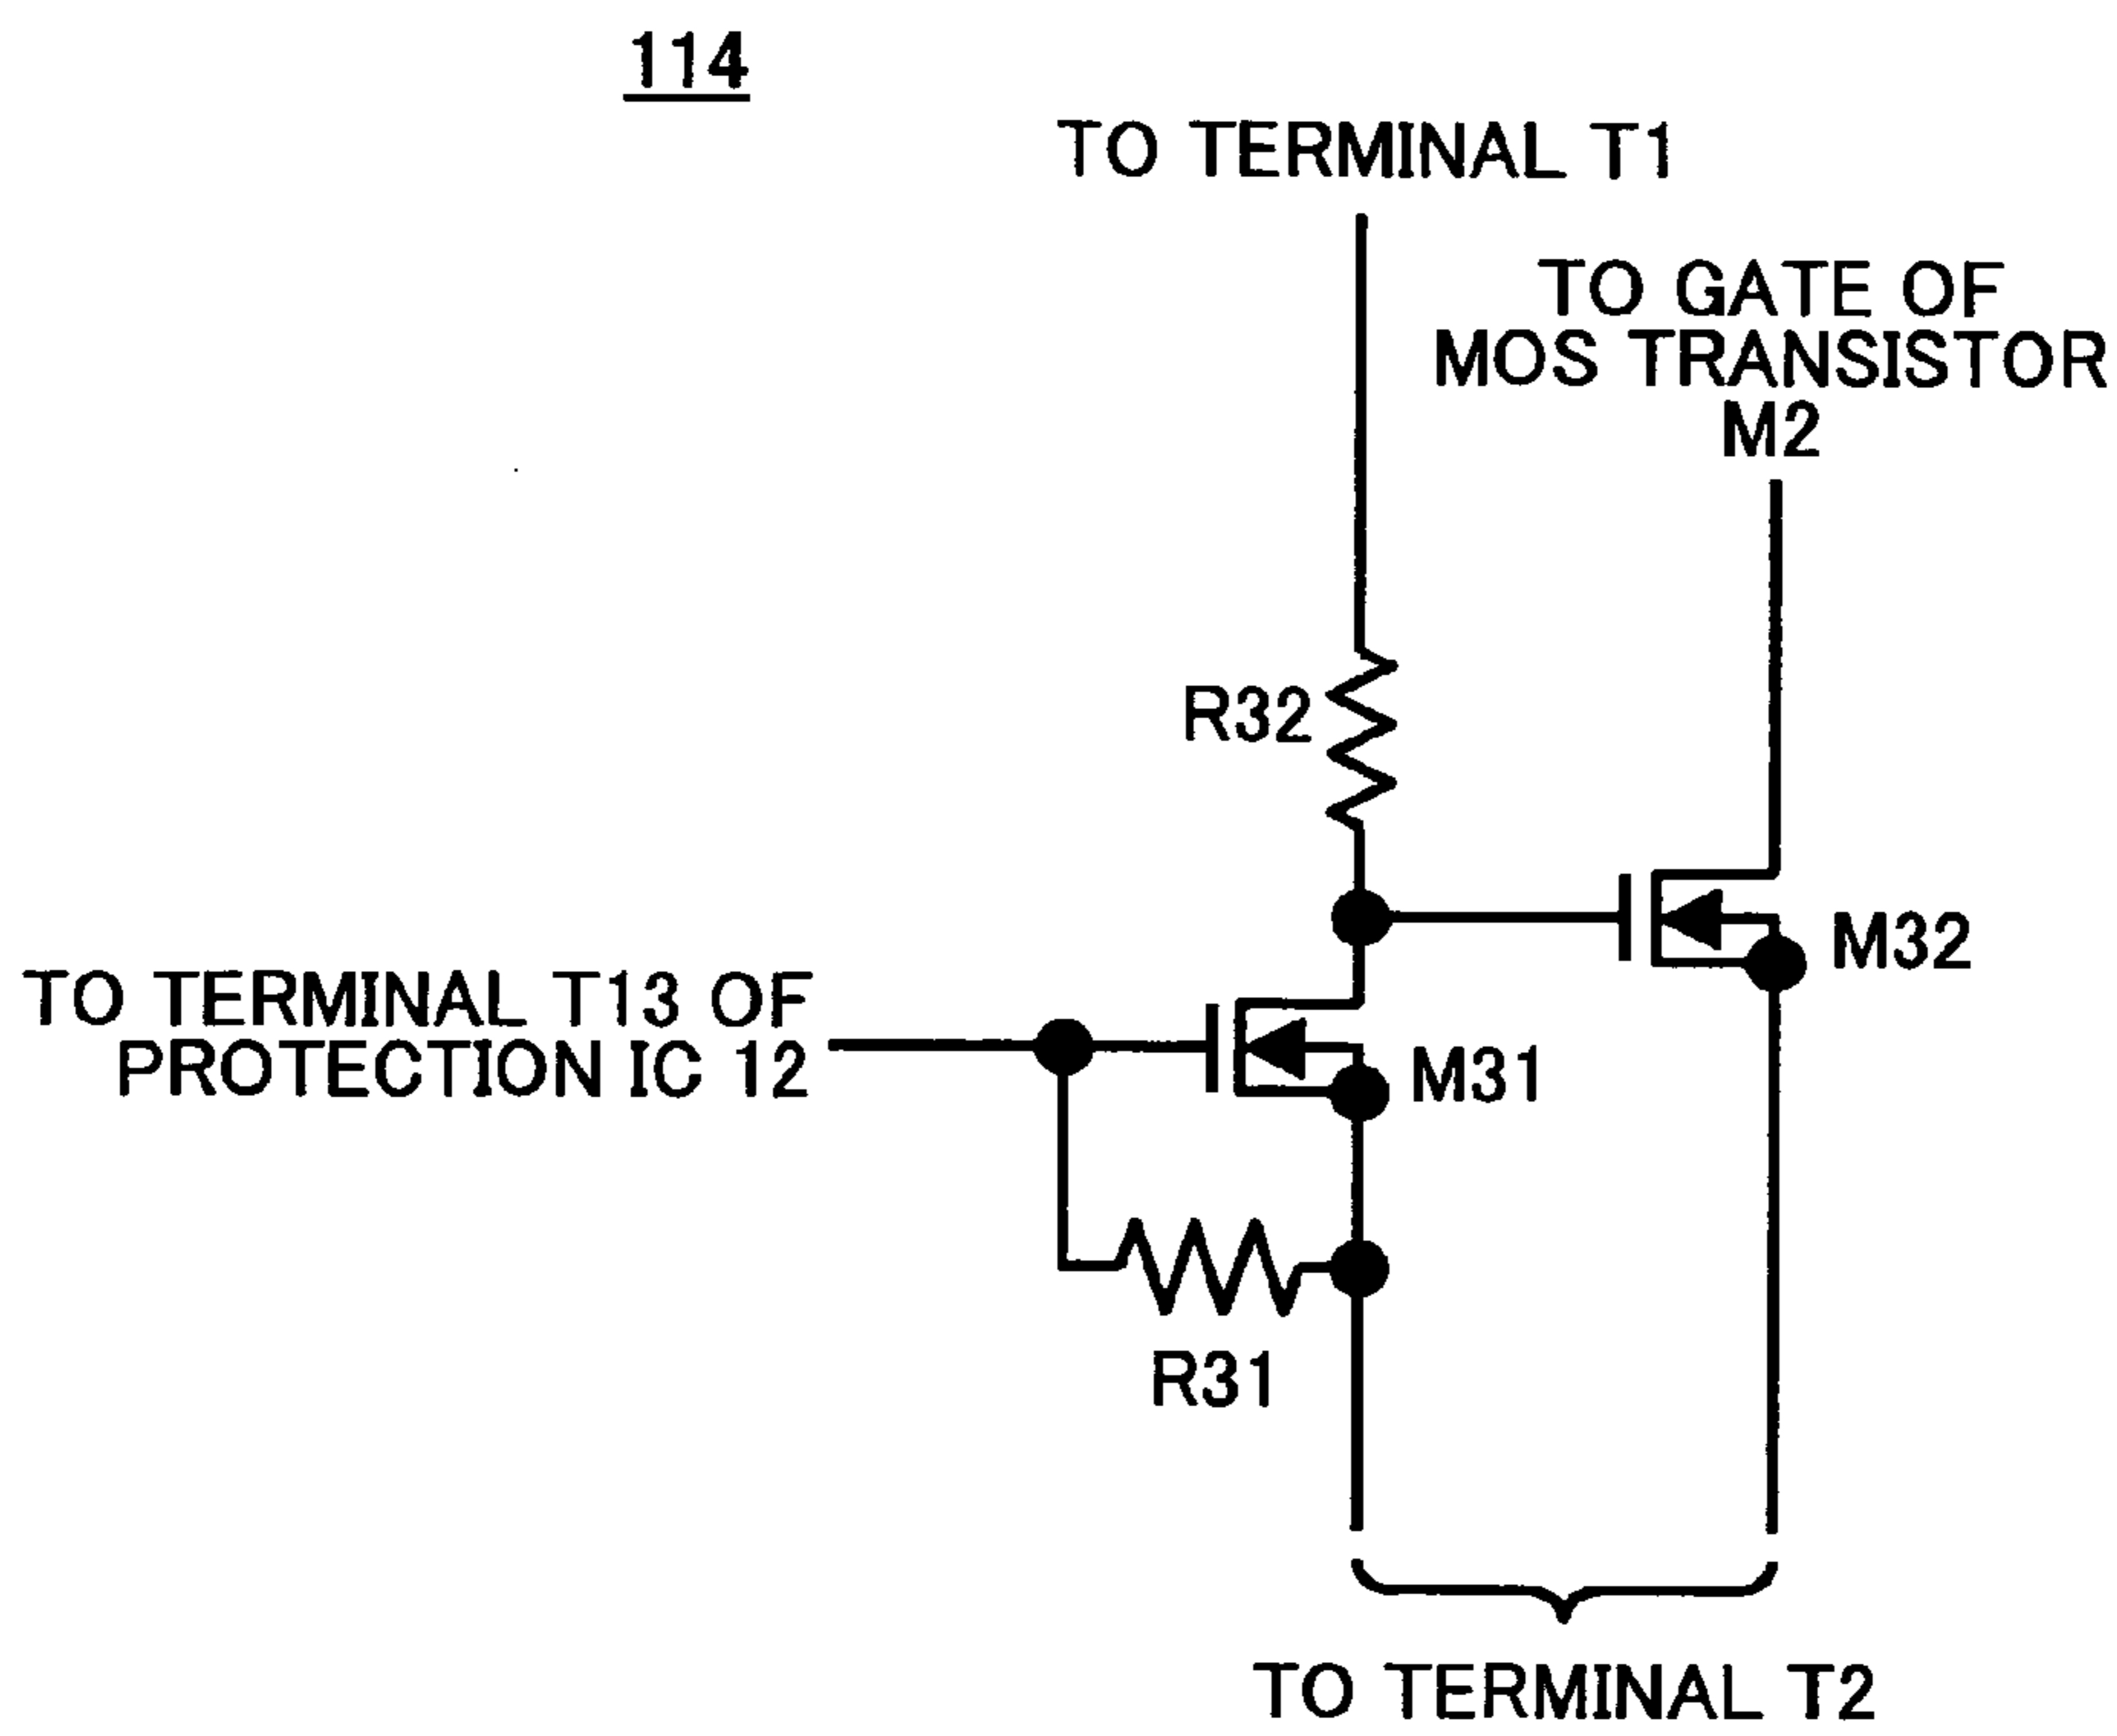 114
TO TERMINAL T1
TO GATE OF
MOS TRANSISTOR
M2
R32
M32
TO TERMINAL T13 OF
PROTECTION IC 12
M31
R31
TO TERMINAL T2